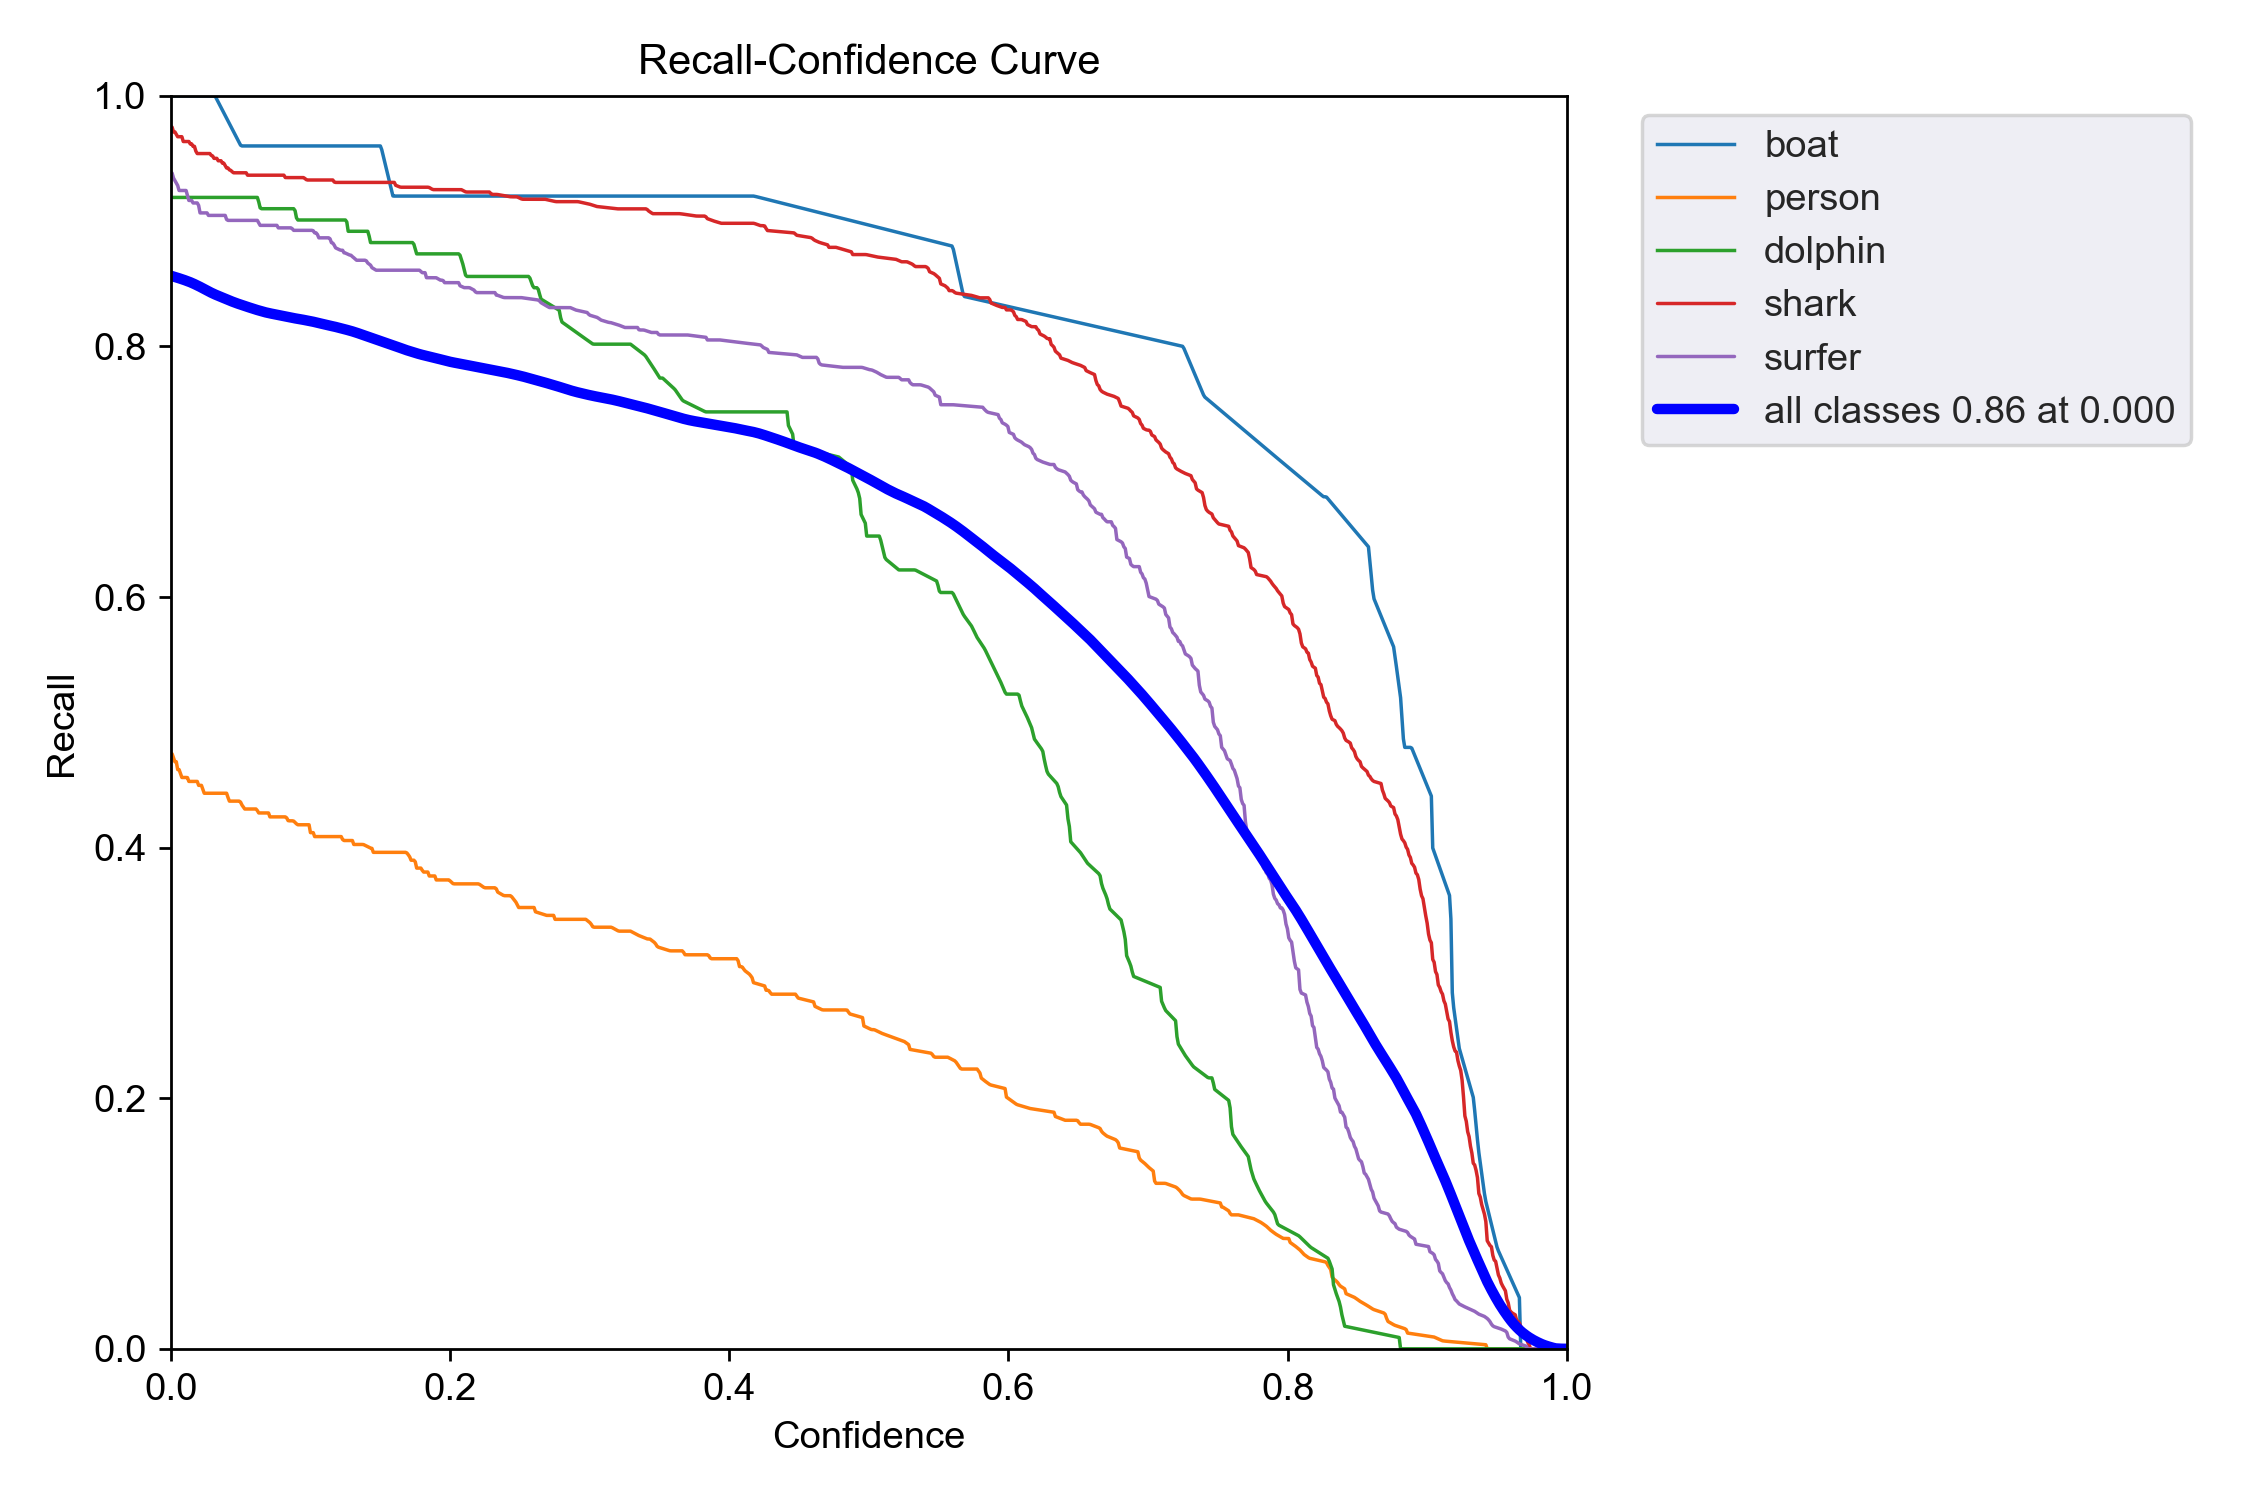 Recall-Confidence Curve
1.0
0.8
0.6
0.4
0.2
0.0
Recall
0.0 0.2 0.4 0.6 0.8 1.0
Confidence
boat
person
dolphin
shark
surfer
all classes 0.86 at 0.000